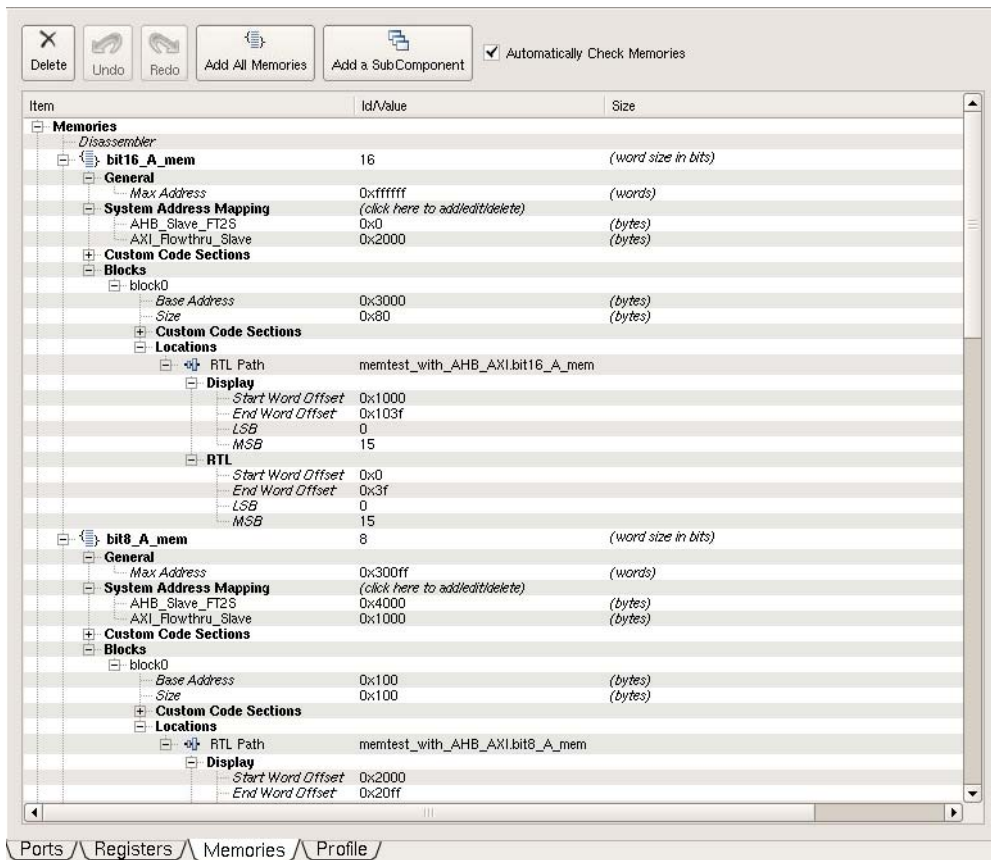 Delete Undo Redo Add All Memories Add a SubComponent Automatically Check Memories
Item Id/Value Size
Memories
Disassembler
bit16_A_mem 16 (word size in bits)
General
Max Address 0xffffff (words)
System Address Mapping (click here to add/edit/delete)
AHB_Slave_FT2S 0x0 (bytes)
AXI_Flowthru_Slave 0x2000 (bytes)
Custom Code Sections
Blocks
block0
Base Address 0x3000 (bytes)
Size 0x80 (bytes)
Custom Code Sections
Locations
RTL Path memtest_with_AHB_AXI.bit16_A_mem
Display
Start Word Offset 0x1000
End Word Offset 0x103f
LSB 0
MSB 15
RTL
Start Word Offset 0x0
End Word Offset 0x3f
LSB 0
MSB 15
bit8_A_mem 8 (word size in bits)
General
Max Address 0x300ff (words)
System Address Mapping (click here to add/edit/delete)
AHB_Slave_FT2S 0x4000 (bytes)
AXI_Flowthru_Slave 0x1000 (bytes)
Custom Code Sections
Blocks
block0
Base Address 0x100 (bytes)
Size 0x100 (bytes)
Custom Code Sections
Locations
RTL Path memtest_with_AHB_AXI.bit8_A_mem
Display
Start Word Offset 0x2000
End Word Offset 0x20ff
Ports Registers Memories Profile